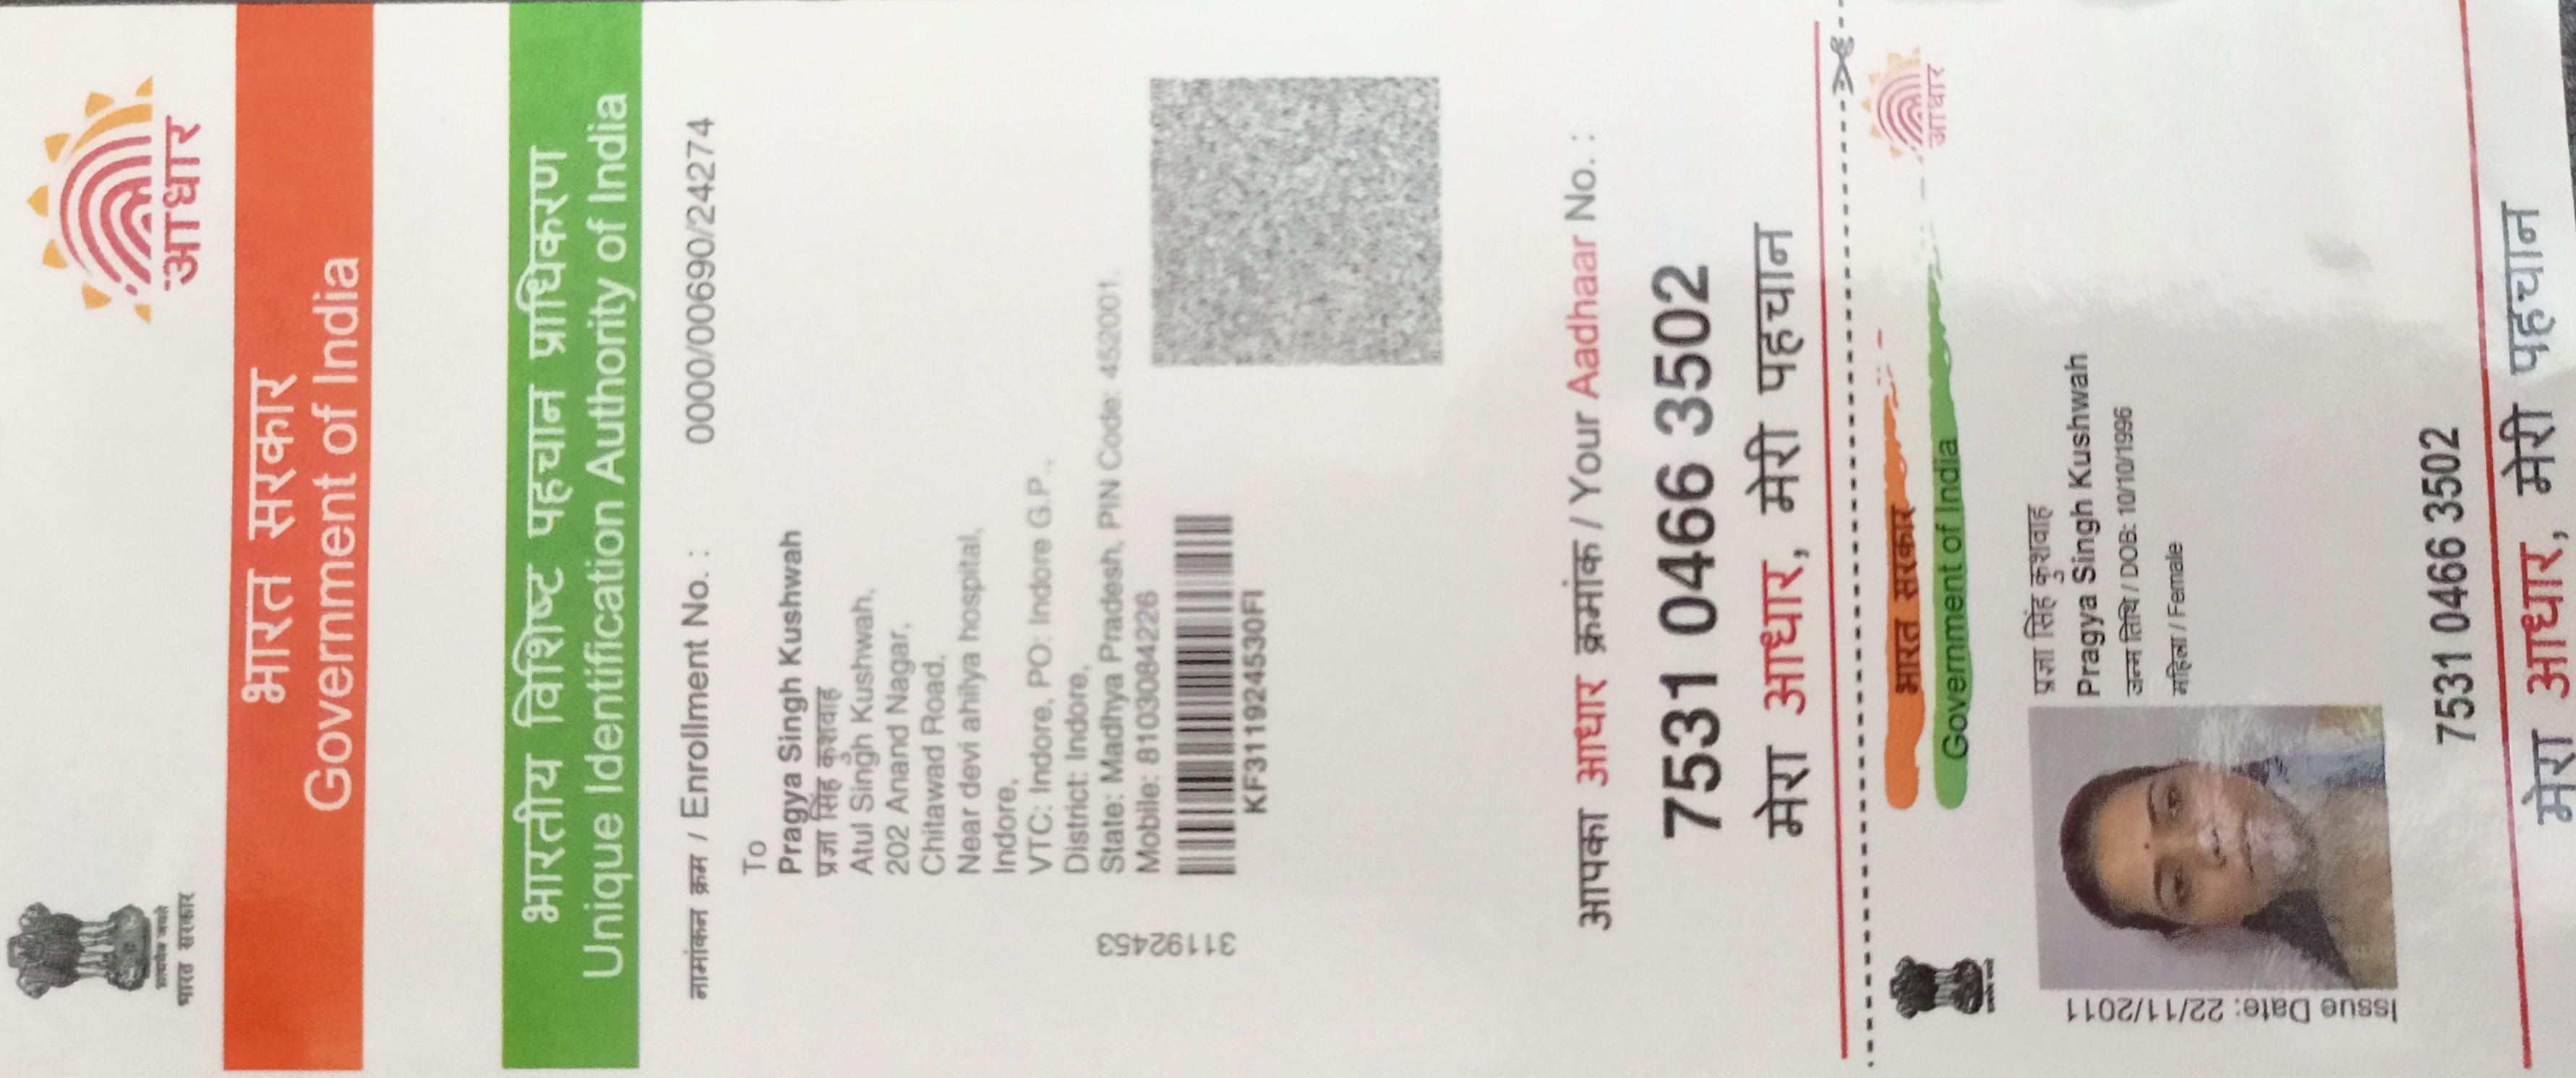 आधार
सत्यमेव जयते
भारत सरकार
भारत सरकार
Government of India
भारतीय विशिष्ट पहचान प्राधिकरण
Unique Identification Authority of India
नामांकन क्रम / Enrollment No. : 0000/00690/24274
To
Pragya Singh Kushwah
प्रज्ञा सिंह कुशवाह
Atul Singh Kushwah,
202 Anand Nagar,
Chitawad Road,
Near devi ahilya hospital,
Indore,
VTC: Indore, PO: Indore G.P.,
District: Indore,
State: Madhya Pradesh, PIN Code: 452001,
Mobile: 8103084226
31192453
KF311924530FI
आपका आधार क्रमांक / Your Aadhaar No. :
7531 0466 3502
मेरा आधार, मेरी पहचान
भारत सरकार
Government of India
आधार
सत्यमेव जयते
Issue Date: 22/11/2011
प्रज्ञा सिंह कुशवाह
Pragya Singh Kushwah
जन्म तिथि / DOB: 10/10/1996
महिला / Female
7531 0466 3502
मेरा आधार, मेरी पहचान